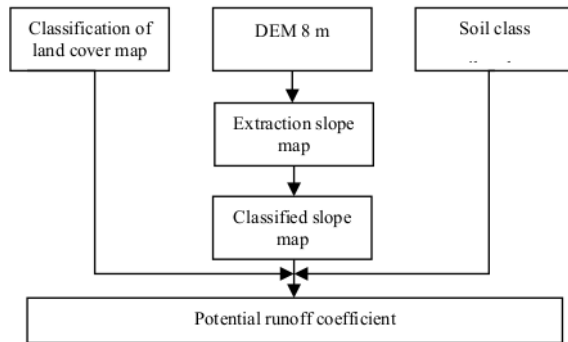 Classification of
land cover map
DEM 8 m
Soil class
Extraction slope
map
Classified slope
map
Potential runoff coefficient